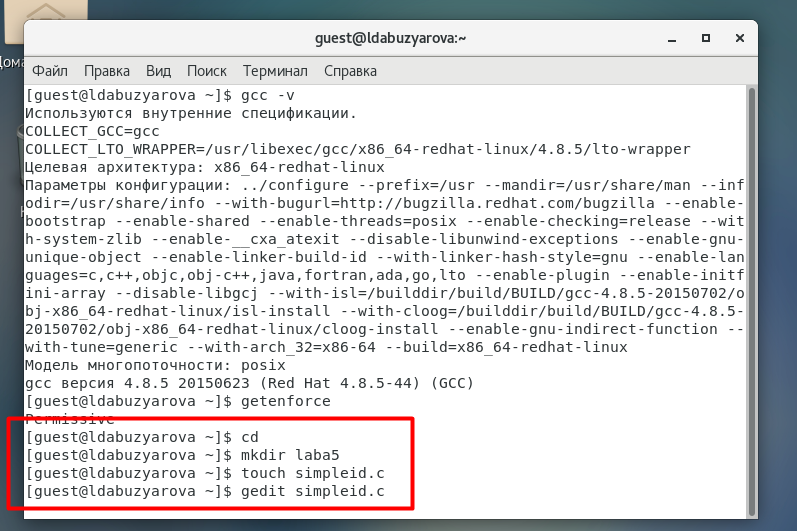 guest@ldabuzyarova:~
Файл Правка Вид Поиск Терминал Справка
[guest@ldabuzyarova ~]$ gcc -v
Используются внутренние спецификации.
COLLECT_GCC=gcc
COLLECT_LTO_WRAPPER=/usr/libexec/gcc/x86_64-redhat-linux/4.8.5/lto-wrapper
Целевая архитектура: x86_64-redhat-linux
Параметры конфигурации: ../configure --prefix=/usr --mandir=/usr/share/man --inf
odir=/usr/share/info --with-bugurl=http://bugzilla.redhat.com/bugzilla --enable-
bootstrap --enable-shared --enable-threads=posix --enable-checking=release --wit
h-system-zlib --enable-__cxa_atexit --disable-libunwind-exceptions --enable-gnu-
unique-object --enable-linker-build-id --with-linker-hash-style=gnu --enable-lan
guages=c,c++,objc,obj-c++,java,fortran,ada,go,lto --enable-plugin --enable-initf
ini-array --disable-libgcj --with-isl=/builddir/build/BUILD/gcc-4.8.5-20150702/o
bj-x86_64-redhat-linux/isl-install --with-cloog=/builddir/build/BUILD/gcc-4.8.5-
20150702/obj-x86_64-redhat-linux/cloog-install --enable-gnu-indirect-function --
with-tune=generic --with-arch_32=x86-64 --build=x86_64-redhat-linux
Модель многопоточности: posix
gcc версия 4.8.5 20150623 (Red Hat 4.8.5-44) (GCC)
[guest@ldabuzyarova ~]$ getenforce
Permissive
[guest@ldabuzyarova ~]$ cd
[guest@ldabuzyarova ~]$ mkdir laba5
[guest@ldabuzyarova ~]$ touch simpleid.c
[guest@ldabuzyarova ~]$ gedit simpleid.c